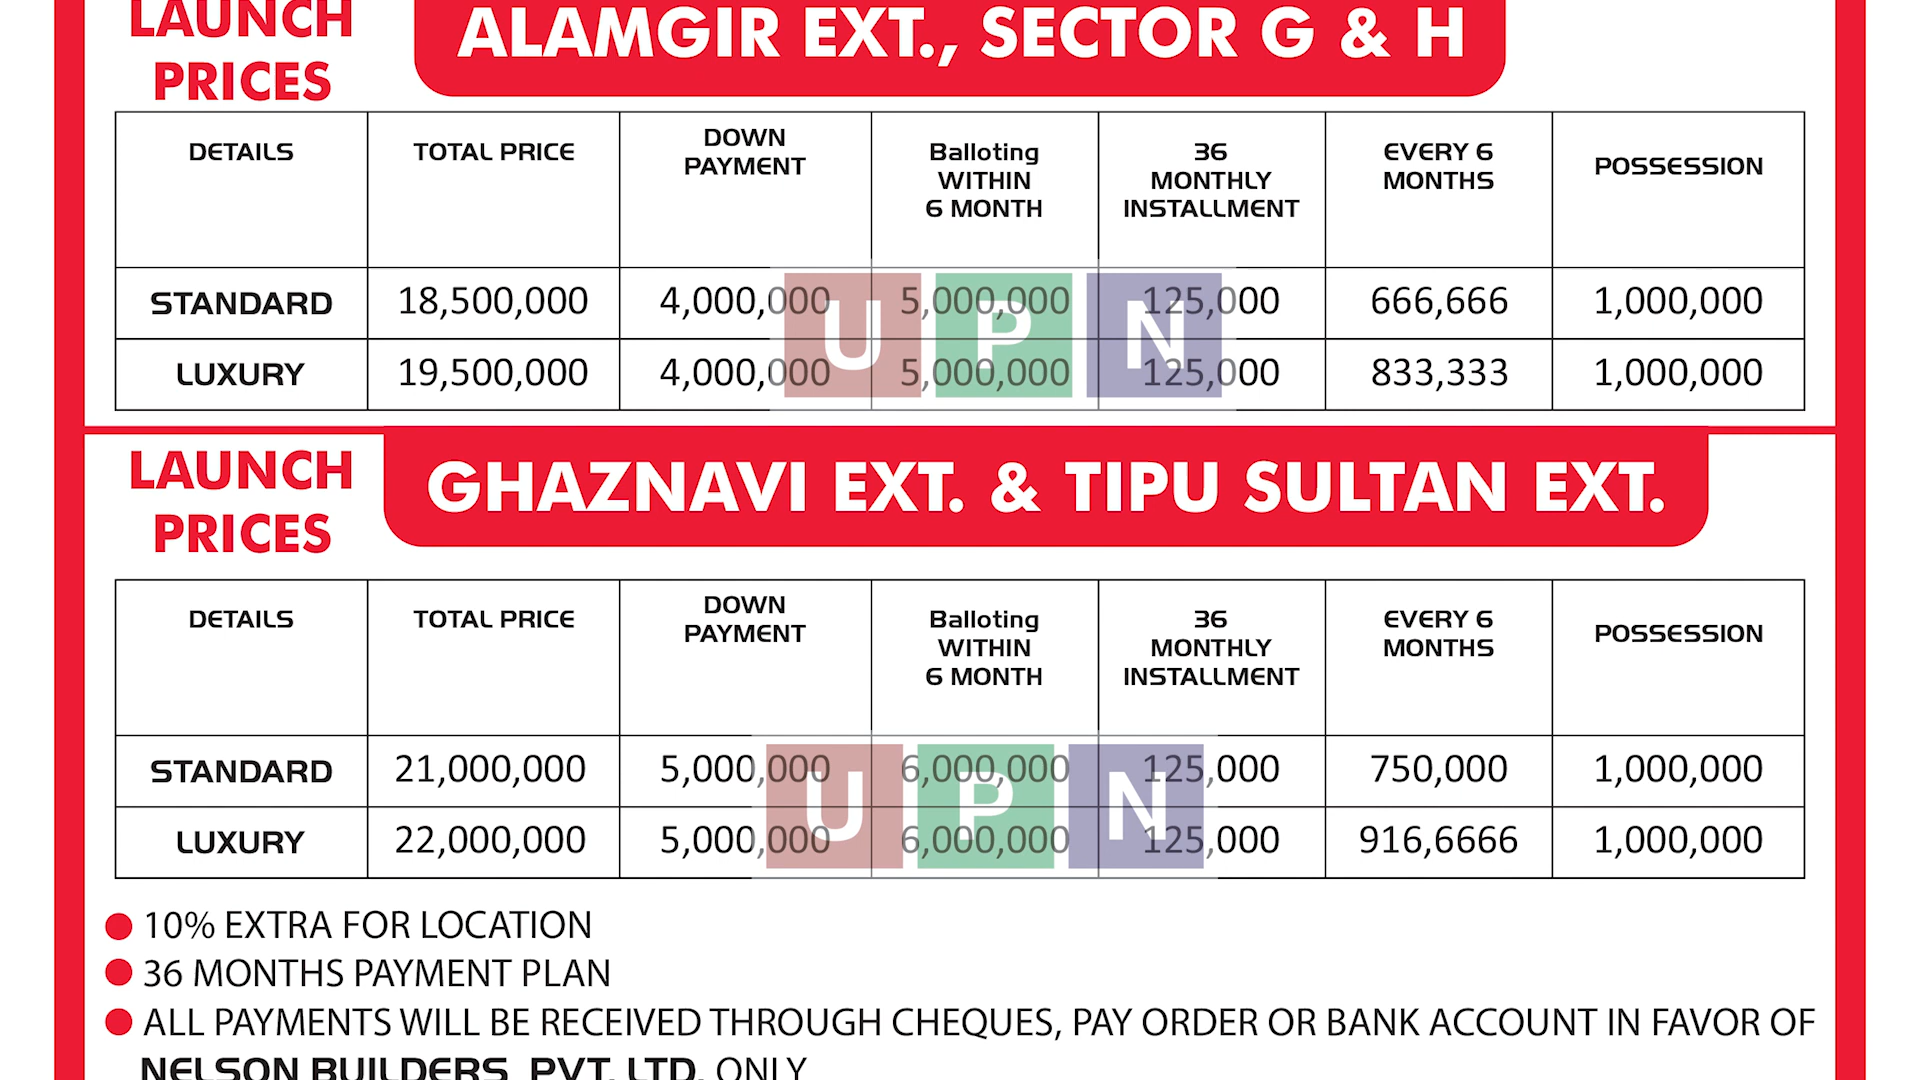 LAUNCH
PRICES
ALAMGIR EXT., SECTOR G & H
DETAILS TOTAL PRICE DOWN PAYMENT Balloting WITHIN 6 MONTH 36 MONTHLY INSTALLMENT EVERY 6 MONTHS POSSESSION
STANDARD 18,500,000 4,000,000 5,000,000 125,000 666,666 1,000,000
LUXURY 19,500,000 4,000,000 5,000,000 125,000 833,333 1,000,000
UPN
LAUNCH
PRICES
GHAZNAVI EXT. & TIPU SULTAN EXT.
DETAILS TOTAL PRICE DOWN PAYMENT Balloting WITHIN 6 MONTH 36 MONTHLY INSTALLMENT EVERY 6 MONTHS POSSESSION
STANDARD 21,000,000 5,000,000 6,000,000 125,000 750,000 1,000,000
LUXURY 22,000,000 5,000,000 6,000,000 125,000 916,6666 1,000,000
UPN
10% EXTRA FOR LOCATION
36 MONTHS PAYMENT PLAN
ALL PAYMENTS WILL BE RECEIVED THROUGH CHEQUES, PAY ORDER OR BANK ACCOUNT IN FAVOR OF
NELSON BUILDERS PVT. LTD. ONLY